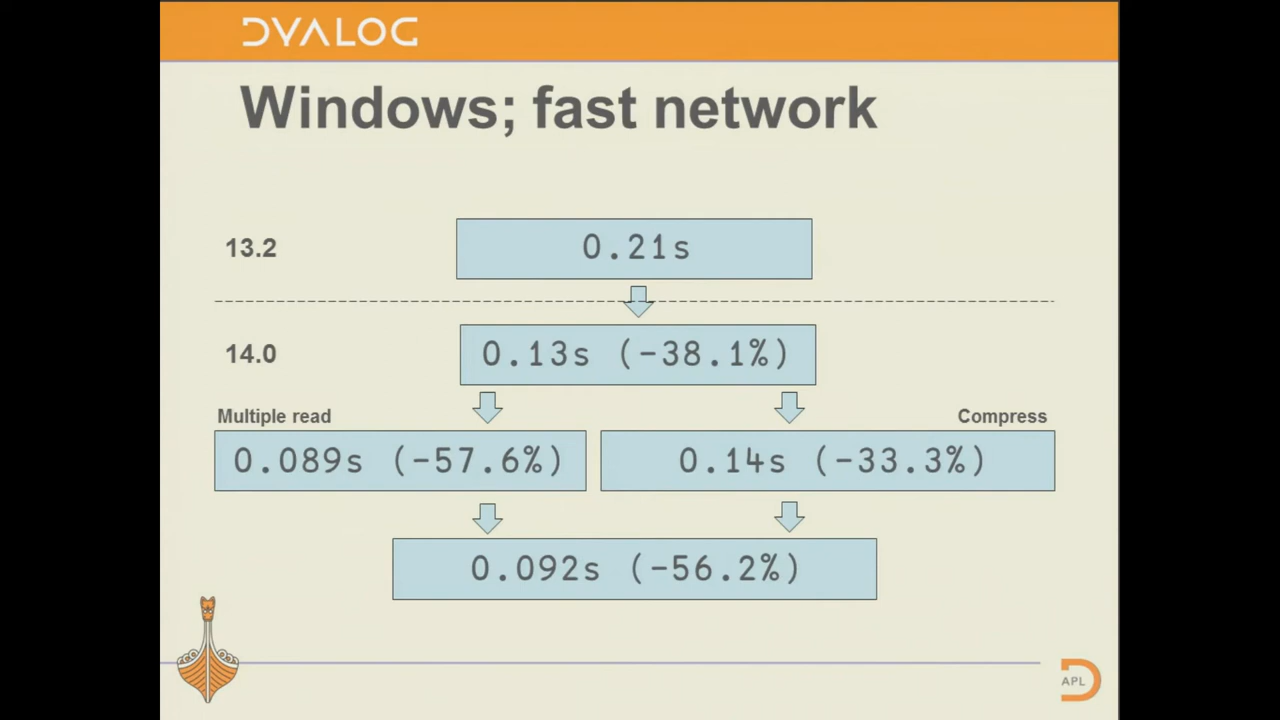 DYALOG
Windows; fast network
13.2
0.21s
14.0
0.13s (-38.1%)
Multiple read
Compress
0.089s (-57.6%)
0.14s (-33.3%)
0.092s (-56.2%)
APL